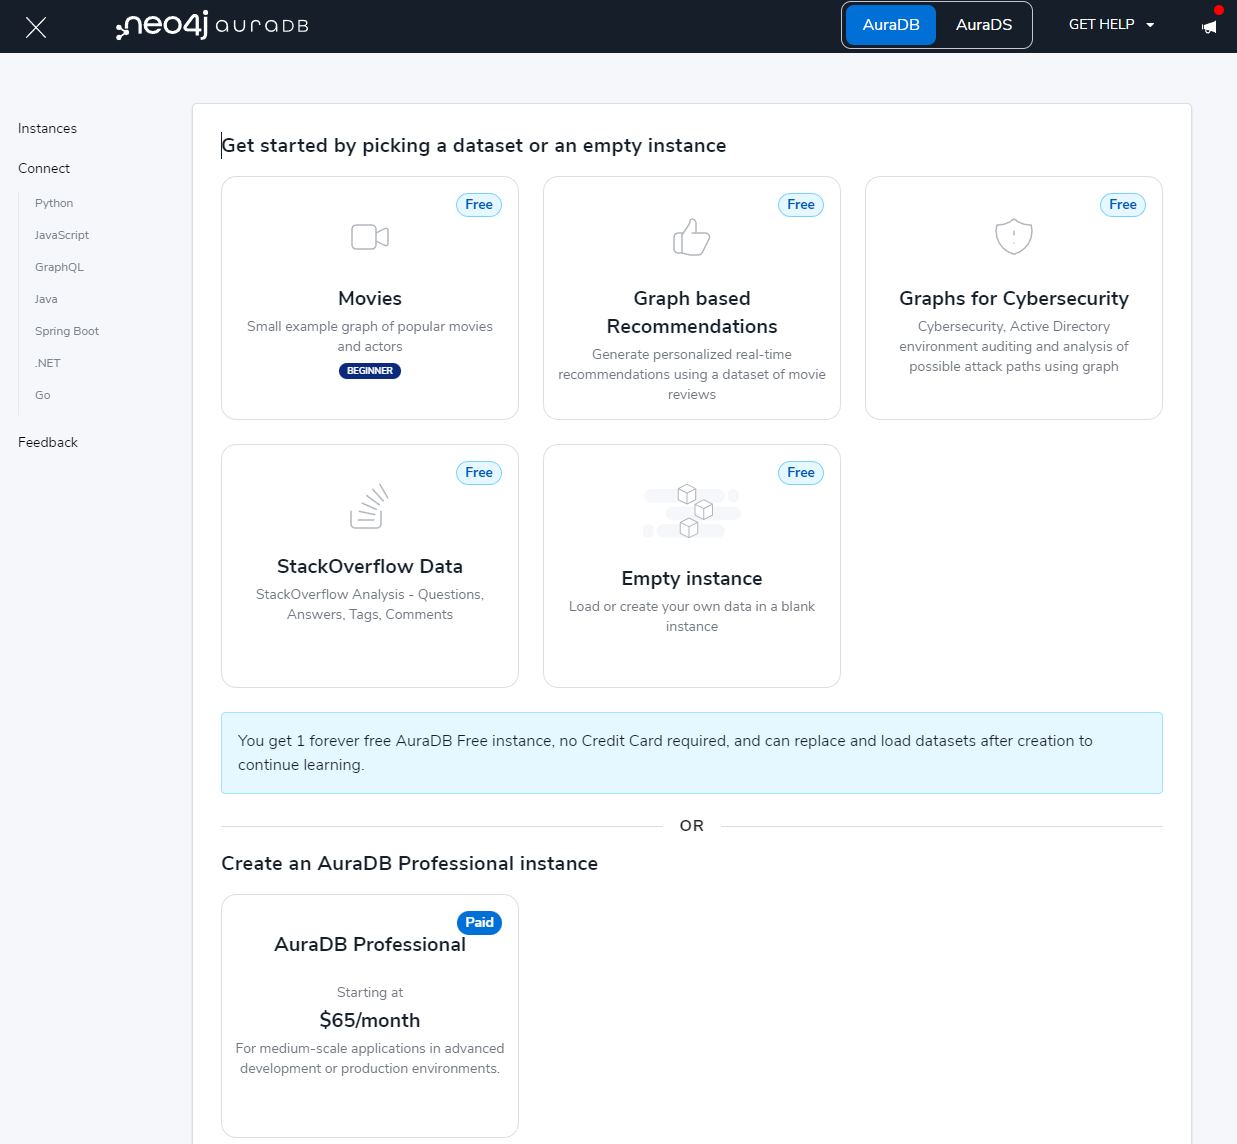 neo4j auraDB
AuraDB
AuraDS
GET HELP
Instances
Connect
Python
JavaScript
GraphQL
Java
Spring Boot
.NET
Go
Feedback
Get started by picking a dataset or an empty instance
Free
Movies
Small example graph of popular movies
and actors
BEGINNER
Free
Graph based
Recommendations
Generate personalized real-time
recommendations using a dataset of movie
reviews
Free
Graphs for Cybersecurity
Cybersecurity, Active Directory
environment auditing and analysis of
possible attack paths using graph
Free
StackOverflow Data
StackOverflow Analysis - Questions,
Answers, Tags, Comments
Free
Empty instance
Load or create your own data in a blank
instance
You get 1 forever free AuraDB Free instance, no Credit Card required, and can replace and load datasets after creation to
continue learning.
OR
Create an AuraDB Professional instance
Paid
AuraDB Professional
Starting at
$65/month
For medium-scale applications in advanced
development or production environments.